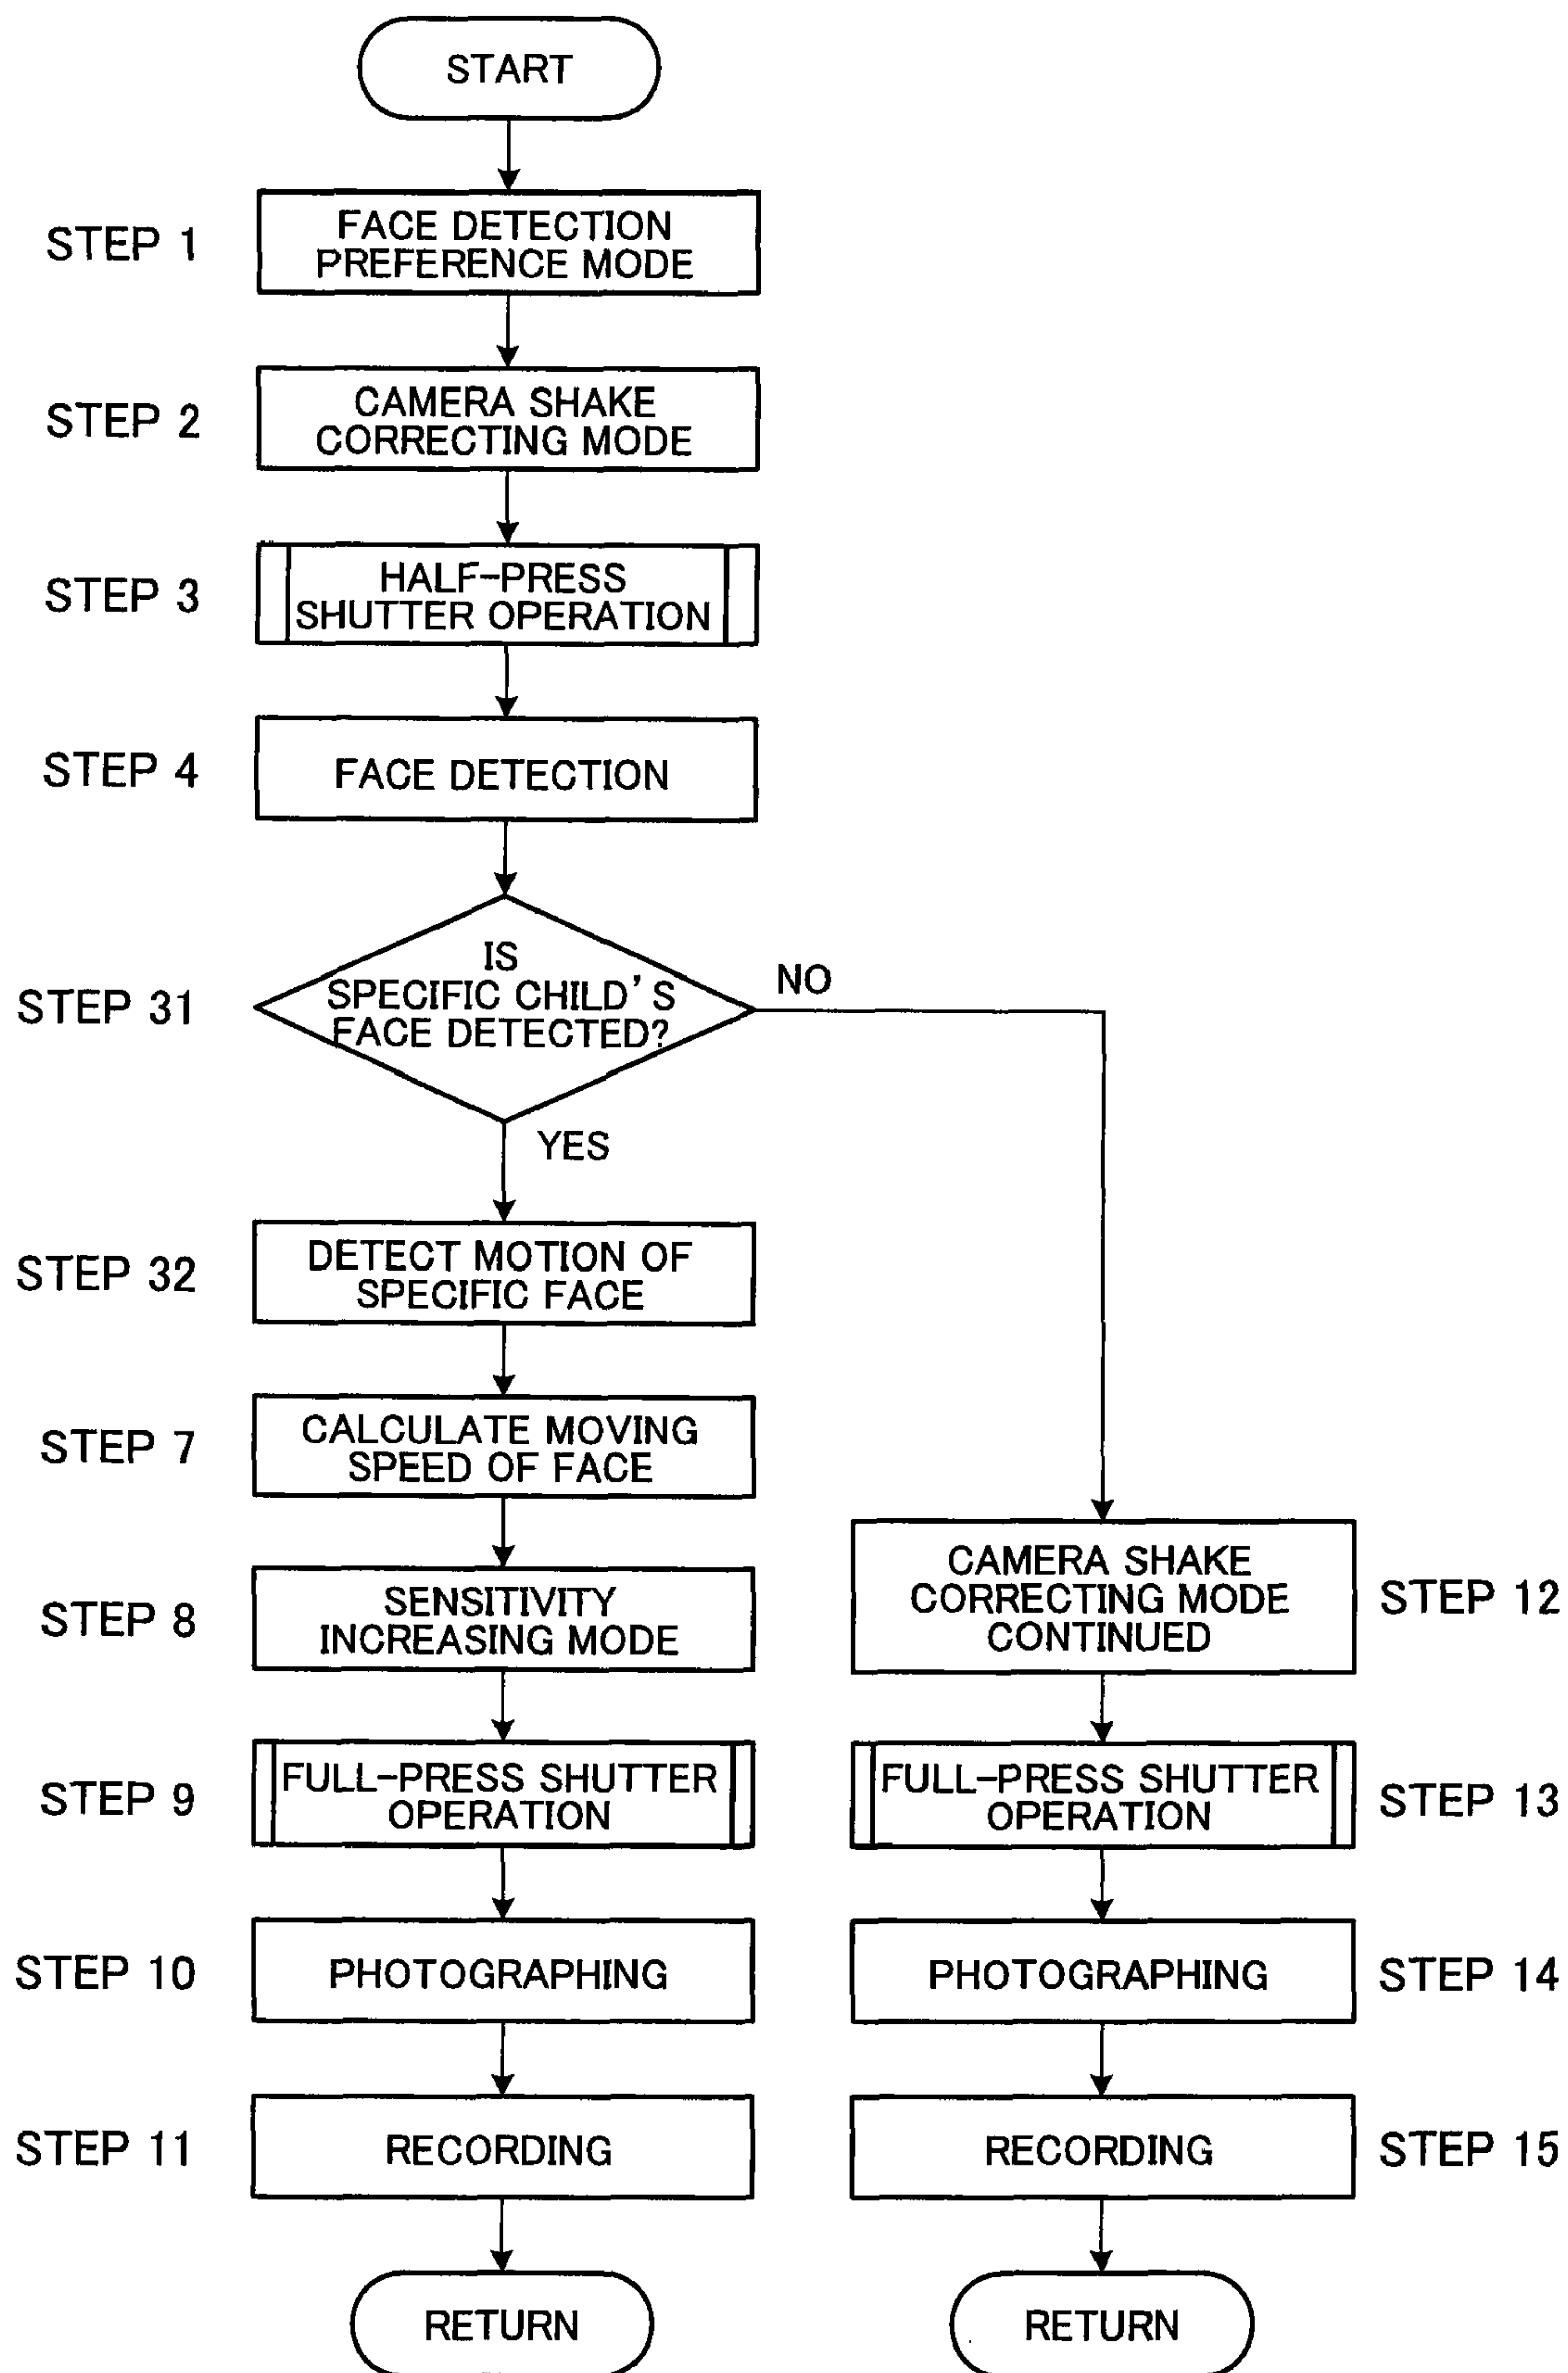 START
STEP 1
FACE DETECTION
PREFERENCE MODE
STEP 2
CAMERA SHAKE
CORRECTING MODE
STEP 3
HALF-PRESS
SHUTTER OPERATION
STEP 4
FACE DETECTION
STEP 31
IS
SPECIFIC CHILD'S
FACE DETECTED?
NO
YES
STEP 32
DETECT MOTION OF
SPECIFIC FACE
STEP 7
CALCULATE MOVING
SPEED OF FACE
STEP 8
SENSITIVITY
INCREASING MODE
STEP 9
FULL-PRESS SHUTTER
OPERATION
STEP 10
PHOTOGRAPHING
STEP 11
RECORDING
RETURN
CAMERA SHAKE
CORRECTING MODE
CONTINUED
STEP 12
FULL-PRESS SHUTTER
OPERATION
STEP 13
PHOTOGRAPHING
STEP 14
RECORDING
STEP 15
RETURN